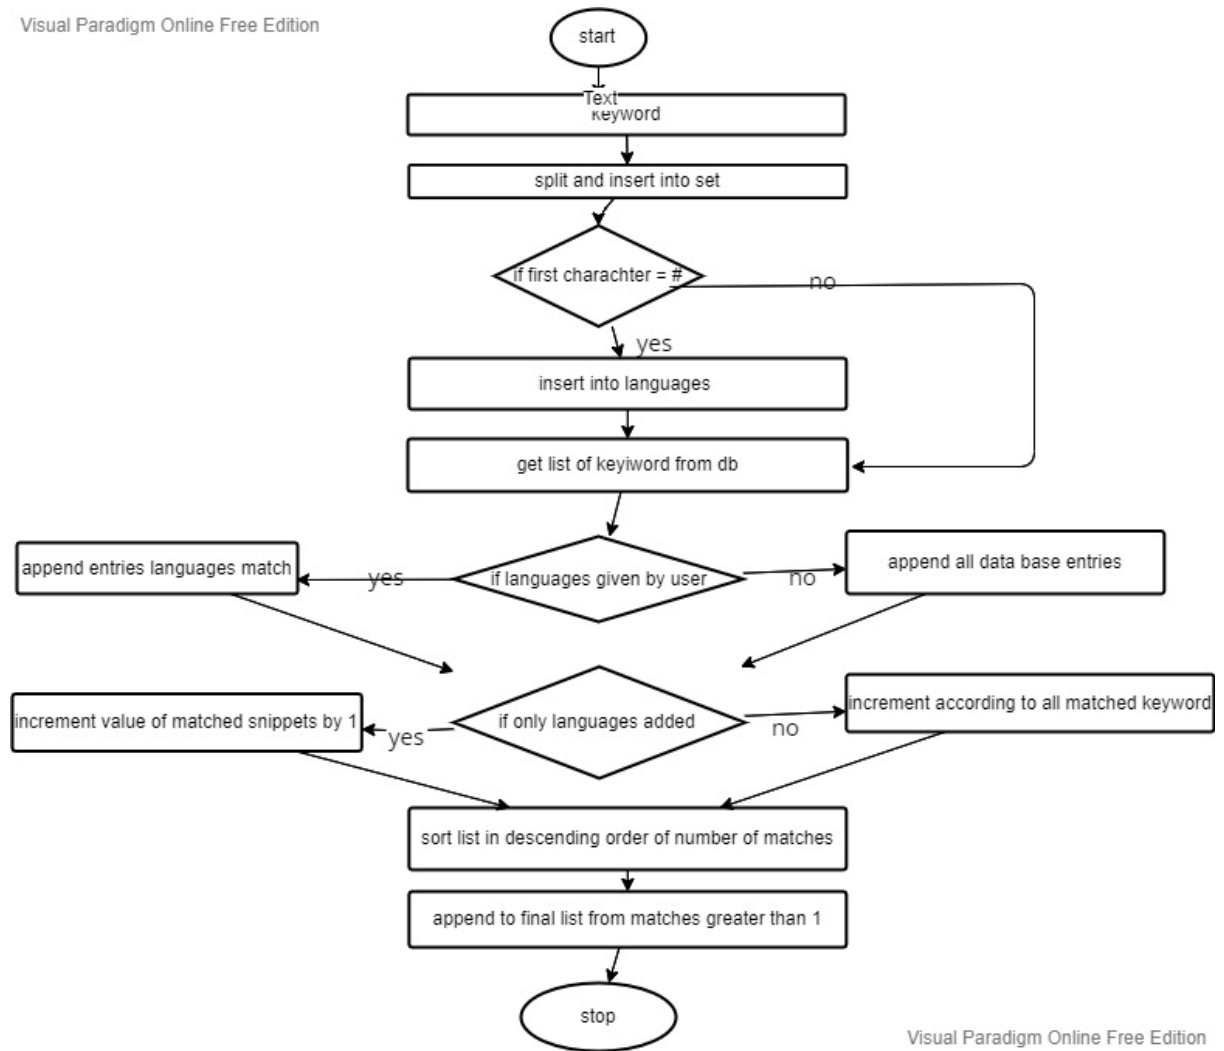 Visual Paradigm Online Free Edition
start
Text
keyword
split and insert into set
if first charachter = #
no
yes
insert into languages
get list of keyiword from db
append entries languages match
yes
if languages given by user
no
append all data base entries
increment value of matched snippets by 1
yes
if only languages added
no
increment according to all matched keyword
sort list in descending order of number of matches
append to final list from matches greater than 1
stop
Visual Paradigm Online Free Edition